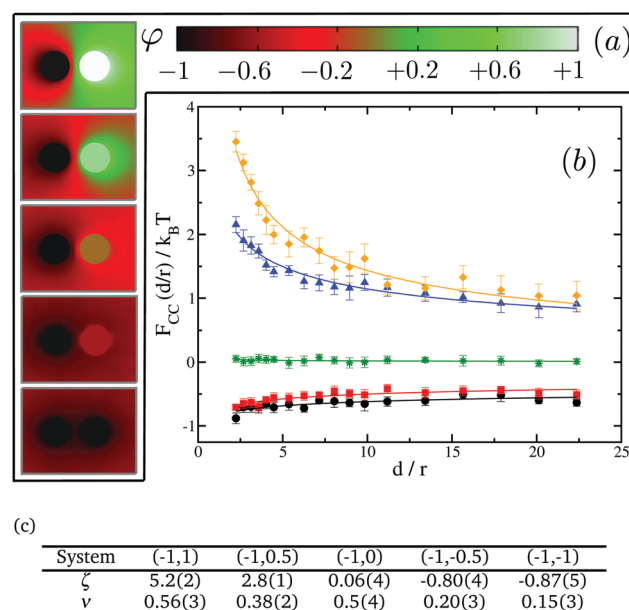 φ
(a)
−1 −0.6 −0.2 +0.2 +0.6 +1
(b)
F_CC(d/r) / k_BT
4
3
2
1
0
-1
0 5 10 15 20 25
d / r
(c)
System (-1,1) (-1,0.5) (-1,0) (-1,-0.5) (-1,-1)
ζ 5.2(2) 2.8(1) 0.06(4) -0.80(4) -0.87(5)
ν 0.56(3) 0.38(2) 0.5(4) 0.20(3) 0.15(3)